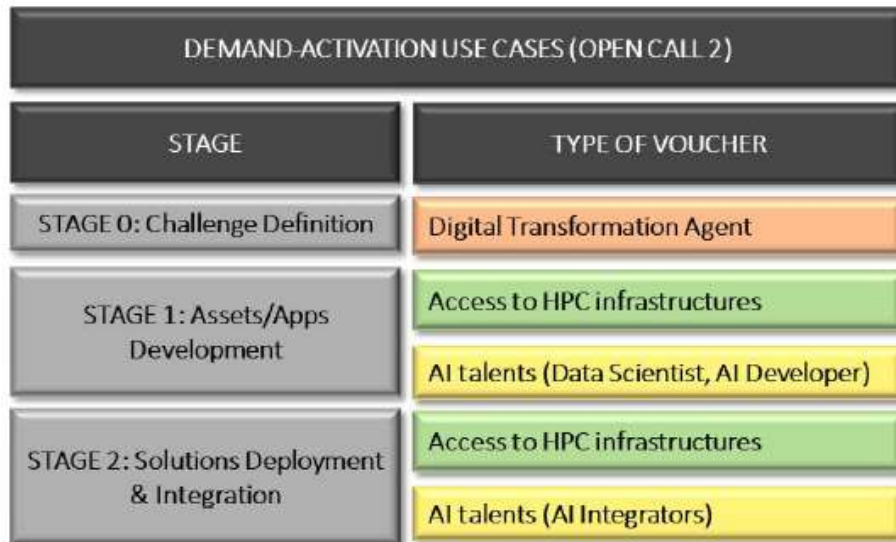 DEMAND-ACTIVATION USE CASES (OPEN CALL 2)
STAGE
TYPE OF VOUCHER
STAGE 0: Challenge Definition
Digital Transformation Agent
STAGE 1: Assets/Apps
Development
Access to HPC infrastructures
AI talents (Data Scientist, AI Developer)
STAGE 2: Solutions Deployment
& Integration
Access to HPC infrastructures
AI talents (AI Integrators)